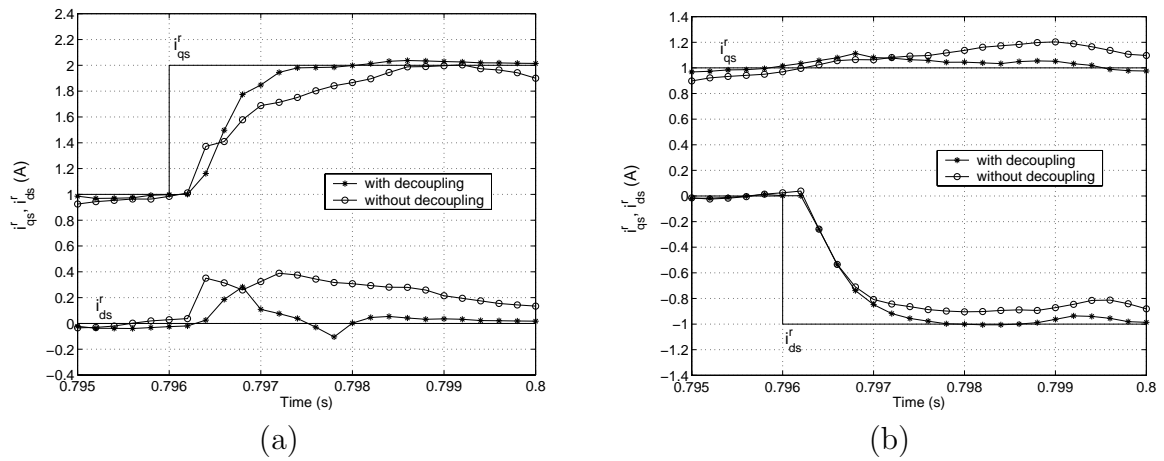 2.4
2.2
2
1.8
1.6
1.4
1.2
1
0.8
0.6
0.4
0.2
0
−0.2
−0.4
i^r_qs, i^r_ds (A)
i^r_qs
i^r_ds
with decoupling
without decoupling
0.795 0.796 0.797 0.798 0.799 0.8
Time (s)
(a)
1.4
1.2
1
0.8
0.6
0.4
0.2
0
−0.2
−0.4
−0.6
−0.8
−1
−1.2
−1.4
i^r_qs, i^r_ds (A)
i^r_qs
with decoupling
without decoupling
i^r_ds
0.795 0.796 0.797 0.798 0.799 0.8
Time (s)
(b)